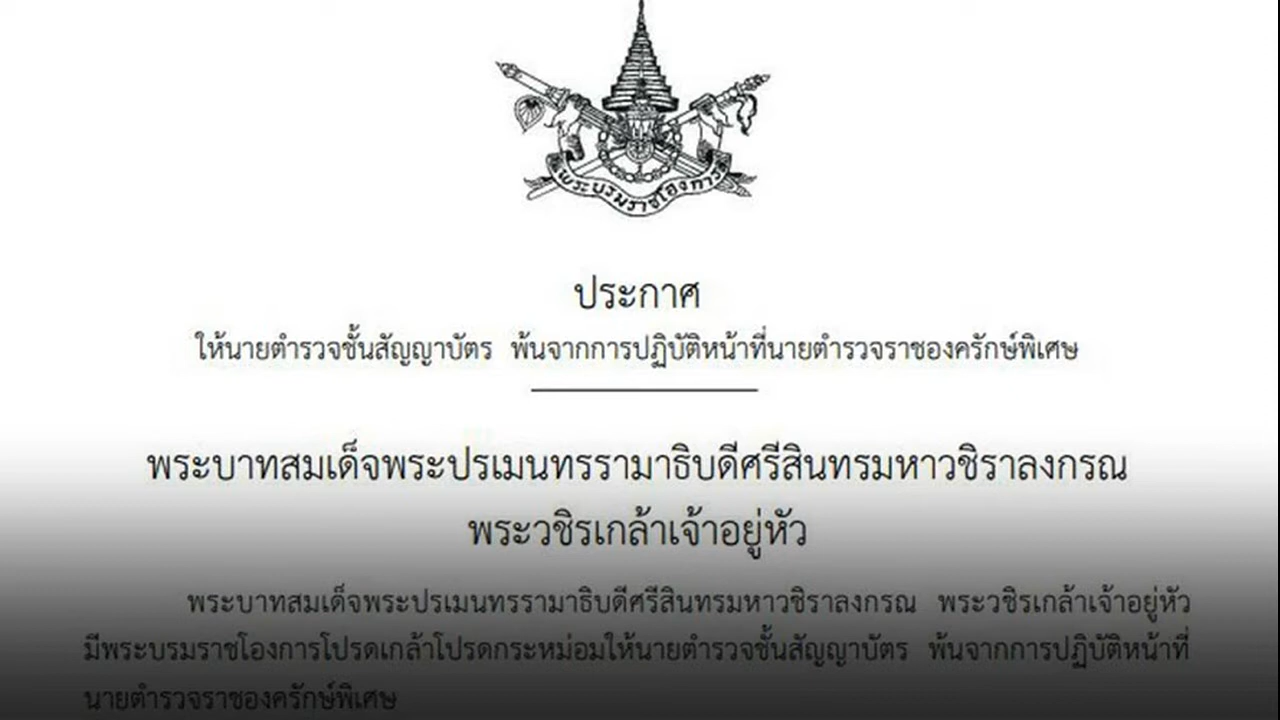 พระบรมราชโองการ
ประกาศ
ให้นายตำรวจชั้นสัญญาบัตร พ้นจากการปฏิบัติหน้าที่นายตำรวจราชองครักษ์พิเศษ
พระบาทสมเด็จพระปรเมนทรรามาธิบดีศรีสินทรมหาวชิราลงกรณ
พระวชิรเกล้าเจ้าอยู่หัว
พระบาทสมเด็จพระปรเมนทรรามาธิบดีศรีสินทรมหาวชิราลงกรณ พระวชิรเกล้าเจ้าอยู่หัว
มีพระบรมราชโองการโปรดเกล้าโปรดกระหม่อมให้นายตำรวจชั้นสัญญาบัตร พ้นจากการปฏิบัติหน้าที่
นายตำรวจราชองครักษ์พิเศษ